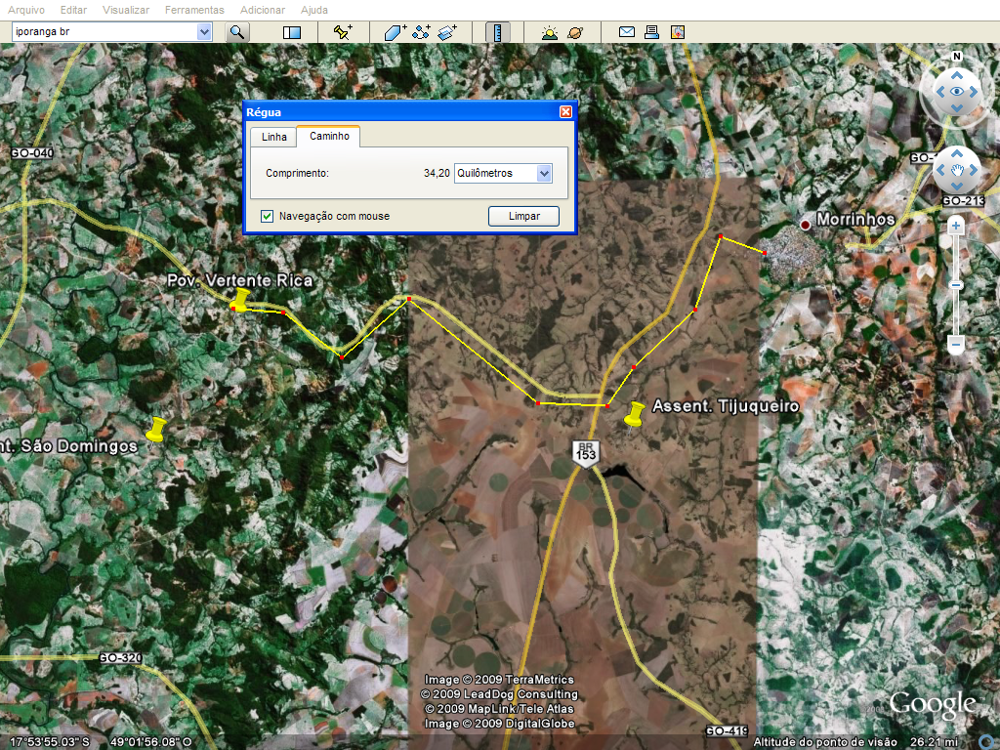 Arquivo Editar Visualizar Ferramentas Adicionar Ajuda
iporanga br
N
Régua
Linha Caminho
Comprimento: 34,20 Quilômetros
Navegação com mouse Limpar
GO-040
GO-213
Morrinhos
Pov. Vertente Rica
Assent. Tijuqueiro
nt. São Domingos
BR
153
GO-320
Image © 2009 TerraMetrics
© 2009 LeadDog Consulting
© 2009 MapLink/Tele Atlas
Image © 2009 DigitalGlobe
Google
GO-419
17°53'55.03" S 49°01'56.08" O Altitude do ponto de visão 26.21 mi